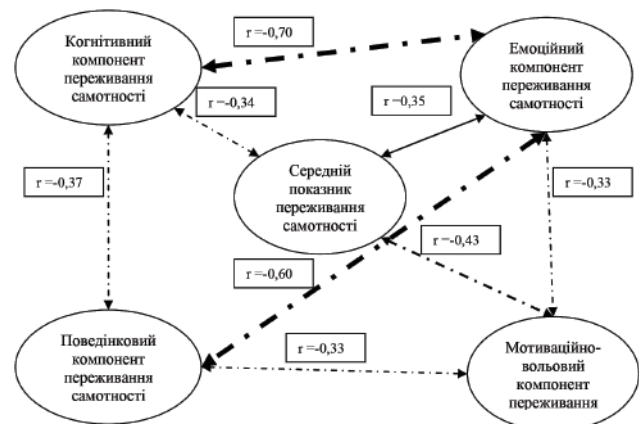 Когнітивний
компонент
переживання
самотності
r =-0,70
Емоційний
компонент
переживання
самотності
r =-0,34
r =0,35
Середній
показник
переживання
самотності
r =-0,37
r =-0,33
r =-0,43
r =-0,60
Поведінковий
компонент
переживання
самотності
r =-0,33
Мотиваційно-
вольовий
компонент
переживання